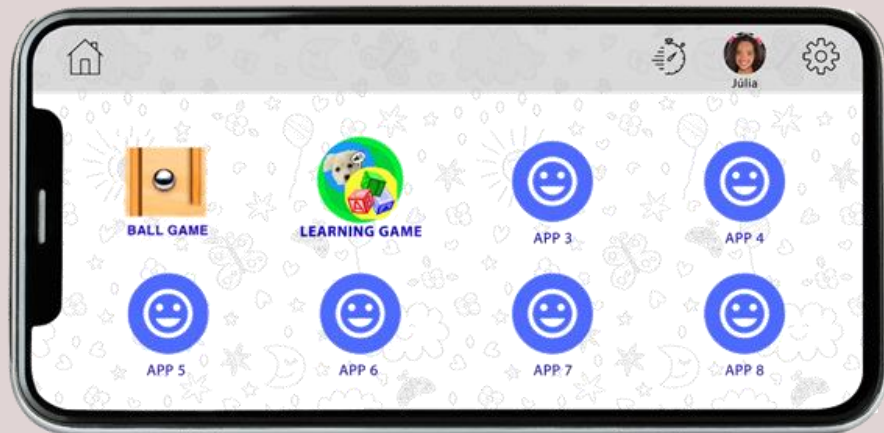 Júlia
BALL GAME
LEARNING GAME
APP 3
APP 4
APP 5
APP 6
APP 7
APP 8